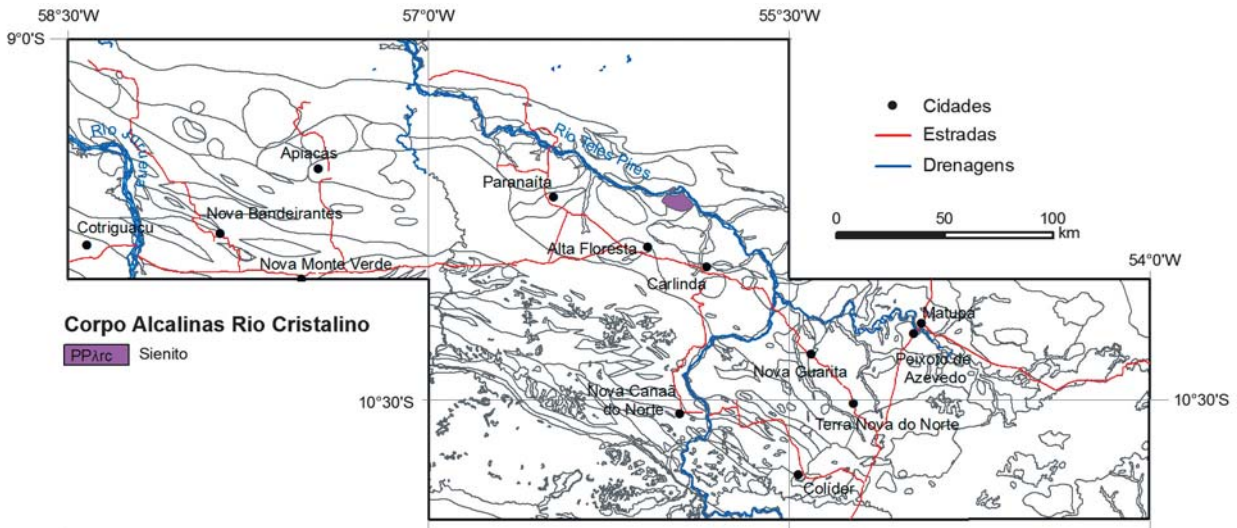 58°30'W
57°0'W
55°30'W
9°0'S
Cidades
Estradas
Drenagens
Rio Juruena
Rio Teles Pires
Apiacás
Paranaíta
Nova Bandeirantes
Cotriguaçu
Alta Floresta
Nova Monte Verde
Carlinda
0 50 100
km
54°0'W
Corpo Alcalinas Rio Cristalino
PPλrc Sienito
Matupá
Peixoto de
Azevedo
Nova Guarita
Nova Canaã
do Norte
10°30'S
10°30'S
Terra Nova do Norte
Colíder